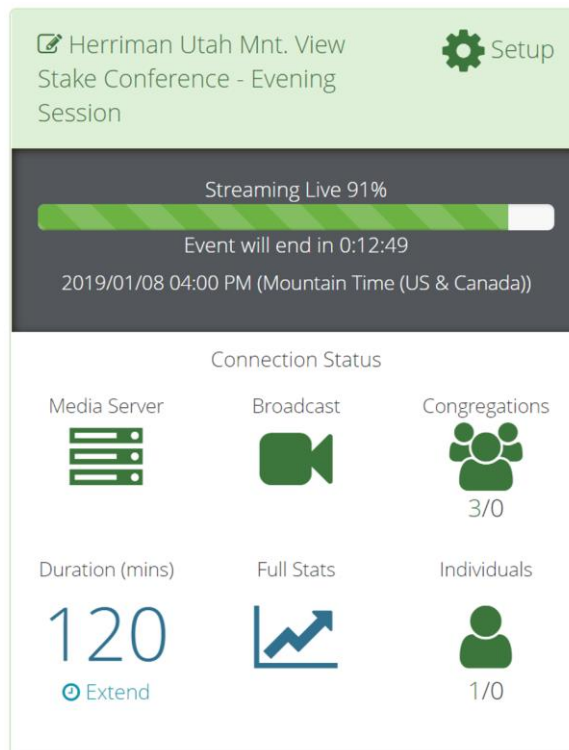 Herriman Utah Mnt. View
Stake Conference - Evening
Session
Setup
Streaming Live 91%
Event will end in 0:12:49
2019/01/08 04:00 PM (Mountain Time (US & Canada))
Connection Status
Media Server
Broadcast
Congregations
3/0
Duration (mins)
Full Stats
Individuals
120
Extend
1/0